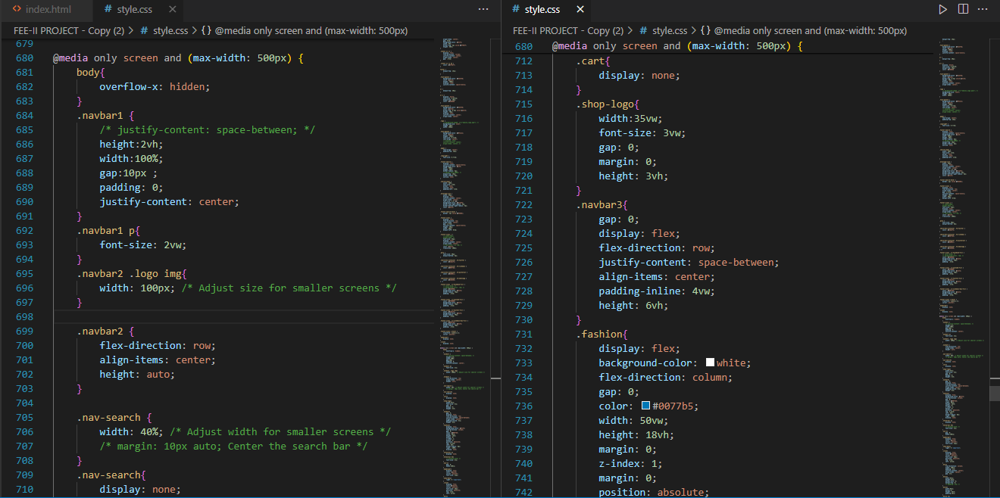 index.html
# style.css
FEE-II PROJECT - Copy (2) > # style.css > {} @media only screen and (max-width: 500px)
679
680 @media only screen and (max-width: 500px) {
681 body{
682 overflow-x: hidden;
683 }
684 .navbar1 {
685 /* justify-content: space-between; */
686 height:2vh;
687 width:100%;
688 gap:10px ;
689 padding: 0;
690 justify-content: center;
691 }
692 .navbar1 p{
693 font-size: 2vw;
694 }
695 .navbar2 .logo img{
696 width: 100px; /* Adjust size for smaller screens */
697 }
698
699 .navbar2 {
700 flex-direction: row;
701 align-items: center;
702 height: auto;
703 }
704
705 .nav-search {
706 width: 40%; /* Adjust width for smaller screens */
707 /* margin: 10px auto; Center the search bar */
708 }
709 .nav-search{
710 display: none;
# style.css
FEE-II PROJECT - Copy (2) > # style.css > {} @media only screen and (max-width: 500px)
680 @media only screen and (max-width: 500px) {
712 .cart{
713 display: none;
714 }
715 .shop-logo{
716 width:35vw;
717 font-size: 3vw;
718 gap: 0;
719 margin: 0;
720 height: 3vh;
721 }
722 .navbar3{
723 gap: 0;
724 display: flex;
725 flex-direction: row;
726 justify-content: space-between;
727 align-items: center;
728 padding-inline: 4vw;
729 height: 6vh;
730 }
731 .fashion{
732 display: flex;
733 background-color: white;
734 flex-direction: column;
735 gap: 0;
736 color: #0077b5;
737 width: 50vw;
738 height: 18vh;
739 margin: 0;
740 z-index: 1;
741 margin: 0;
742 position: absolute;